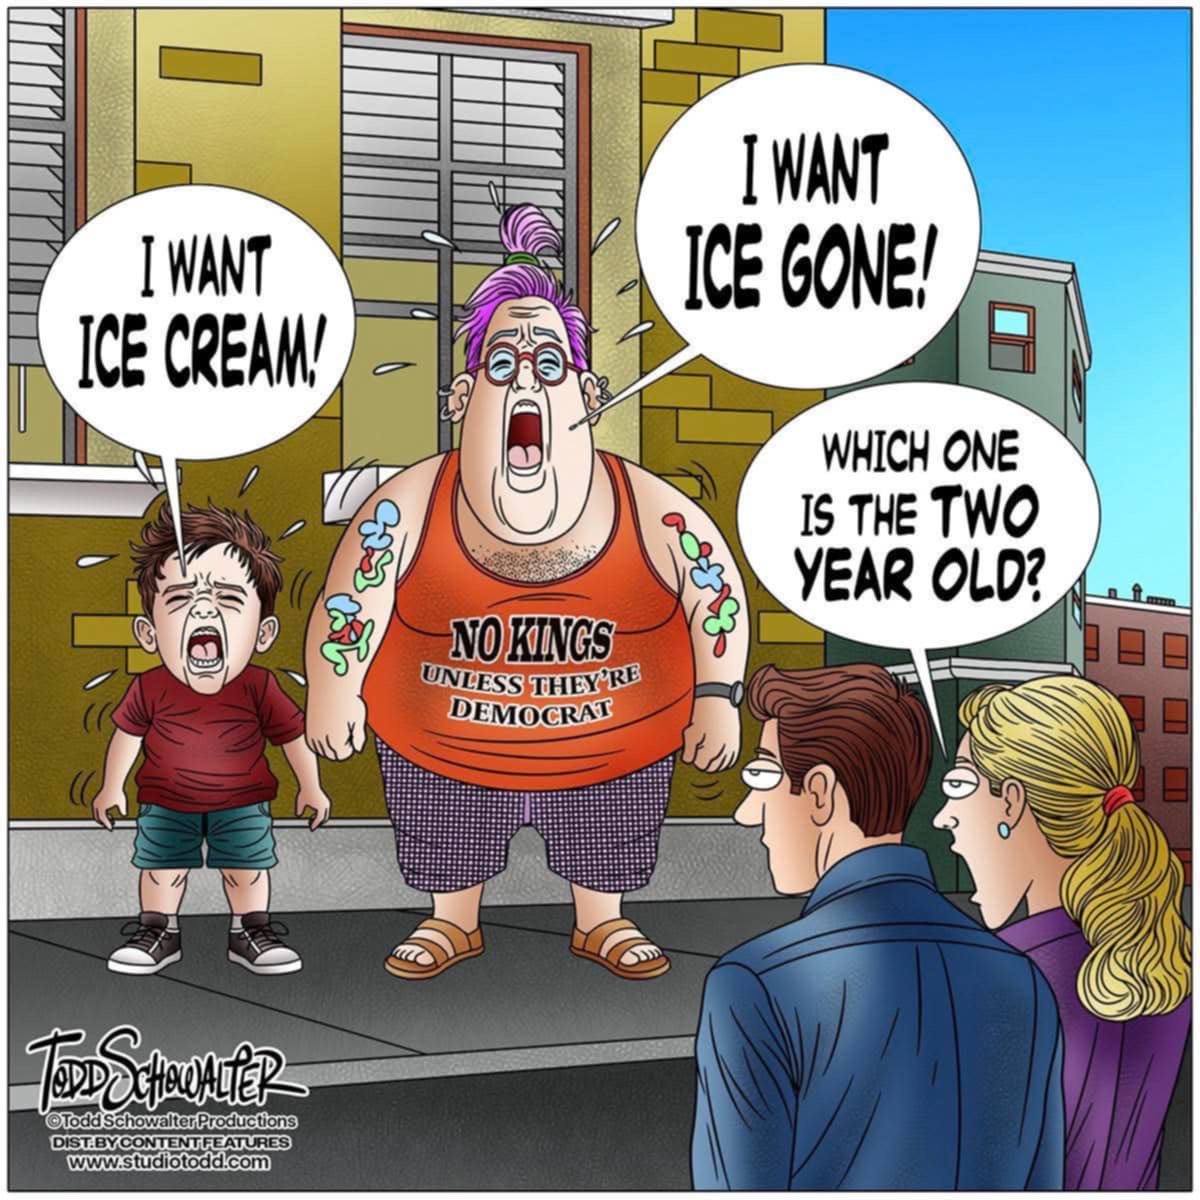 I WANT
ICE CREAM!
I WANT
ICE GONE!
WHICH ONE
IS THE TWO
YEAR OLD?
NO KINGS
UNLESS THEY'RE
DEMOCRAT
TODD SCHOWALTER
©Todd Schowalter Productions
DIST. BY CONTENT FEATURES
www.studiotodd.com